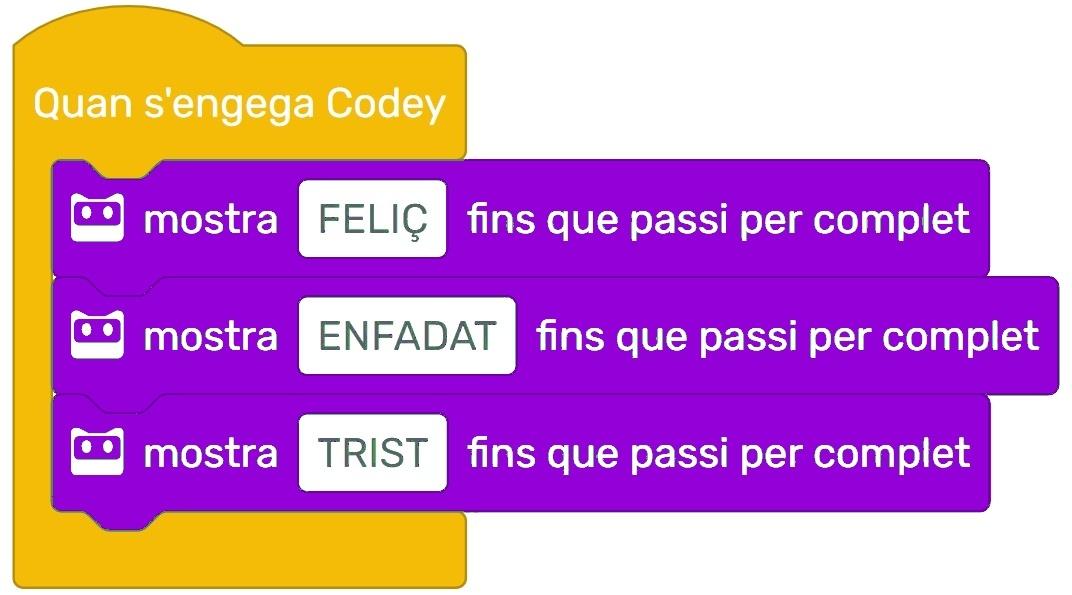 Quan s'engega Codey
mostra FELIÇ fins que passi per complet
mostra ENFADAT fins que passi per complet
mostra TRIST fins que passi per complet